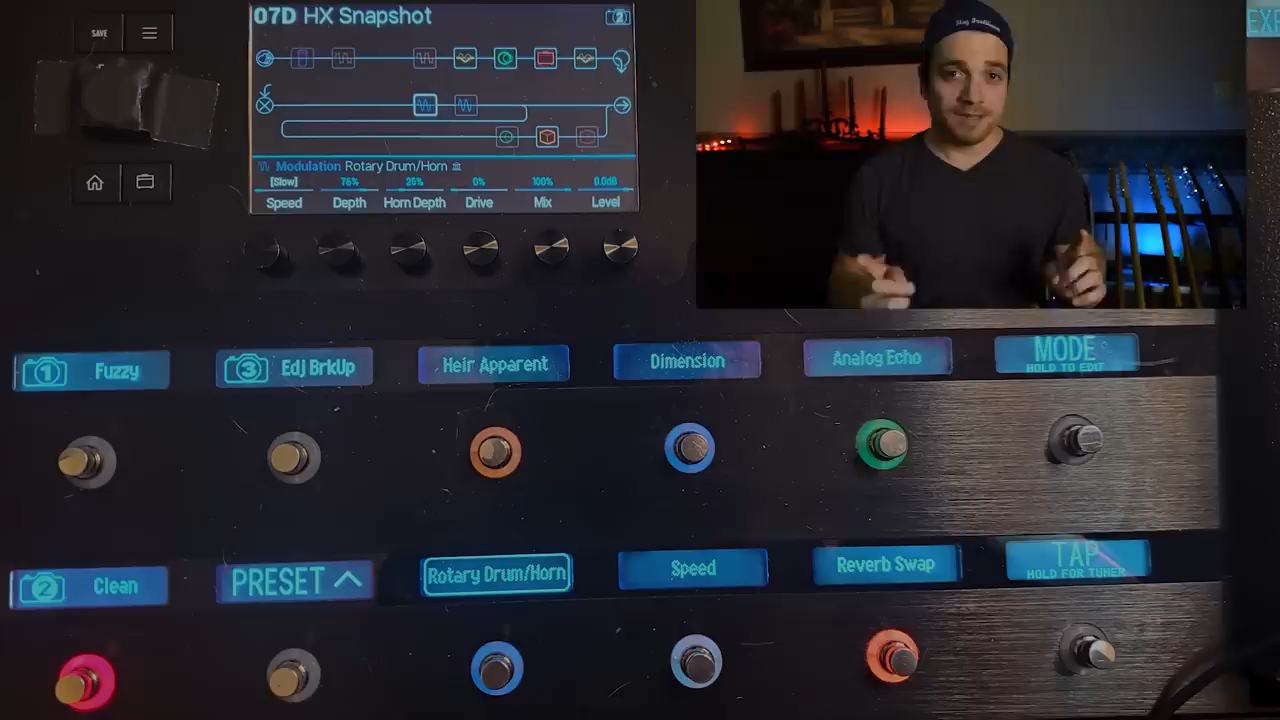 SAVE
07D HX Snapshot
2
Modulation Rotary Drum/Horn
[Slow] 76% 25% 0% 100% 0.0dB
Speed Depth Horn Depth Drive Mix Level
EXP
1 Fuzzy
3 Edj BrkUp
Heir Apparent
Dimension
Analog Echo
MODE
HOLD TO EDIT
2 Clean
PRESET
Rotary Drum/Horn
Speed
Reverb Swap
TAP
HOLD FOR TUNER